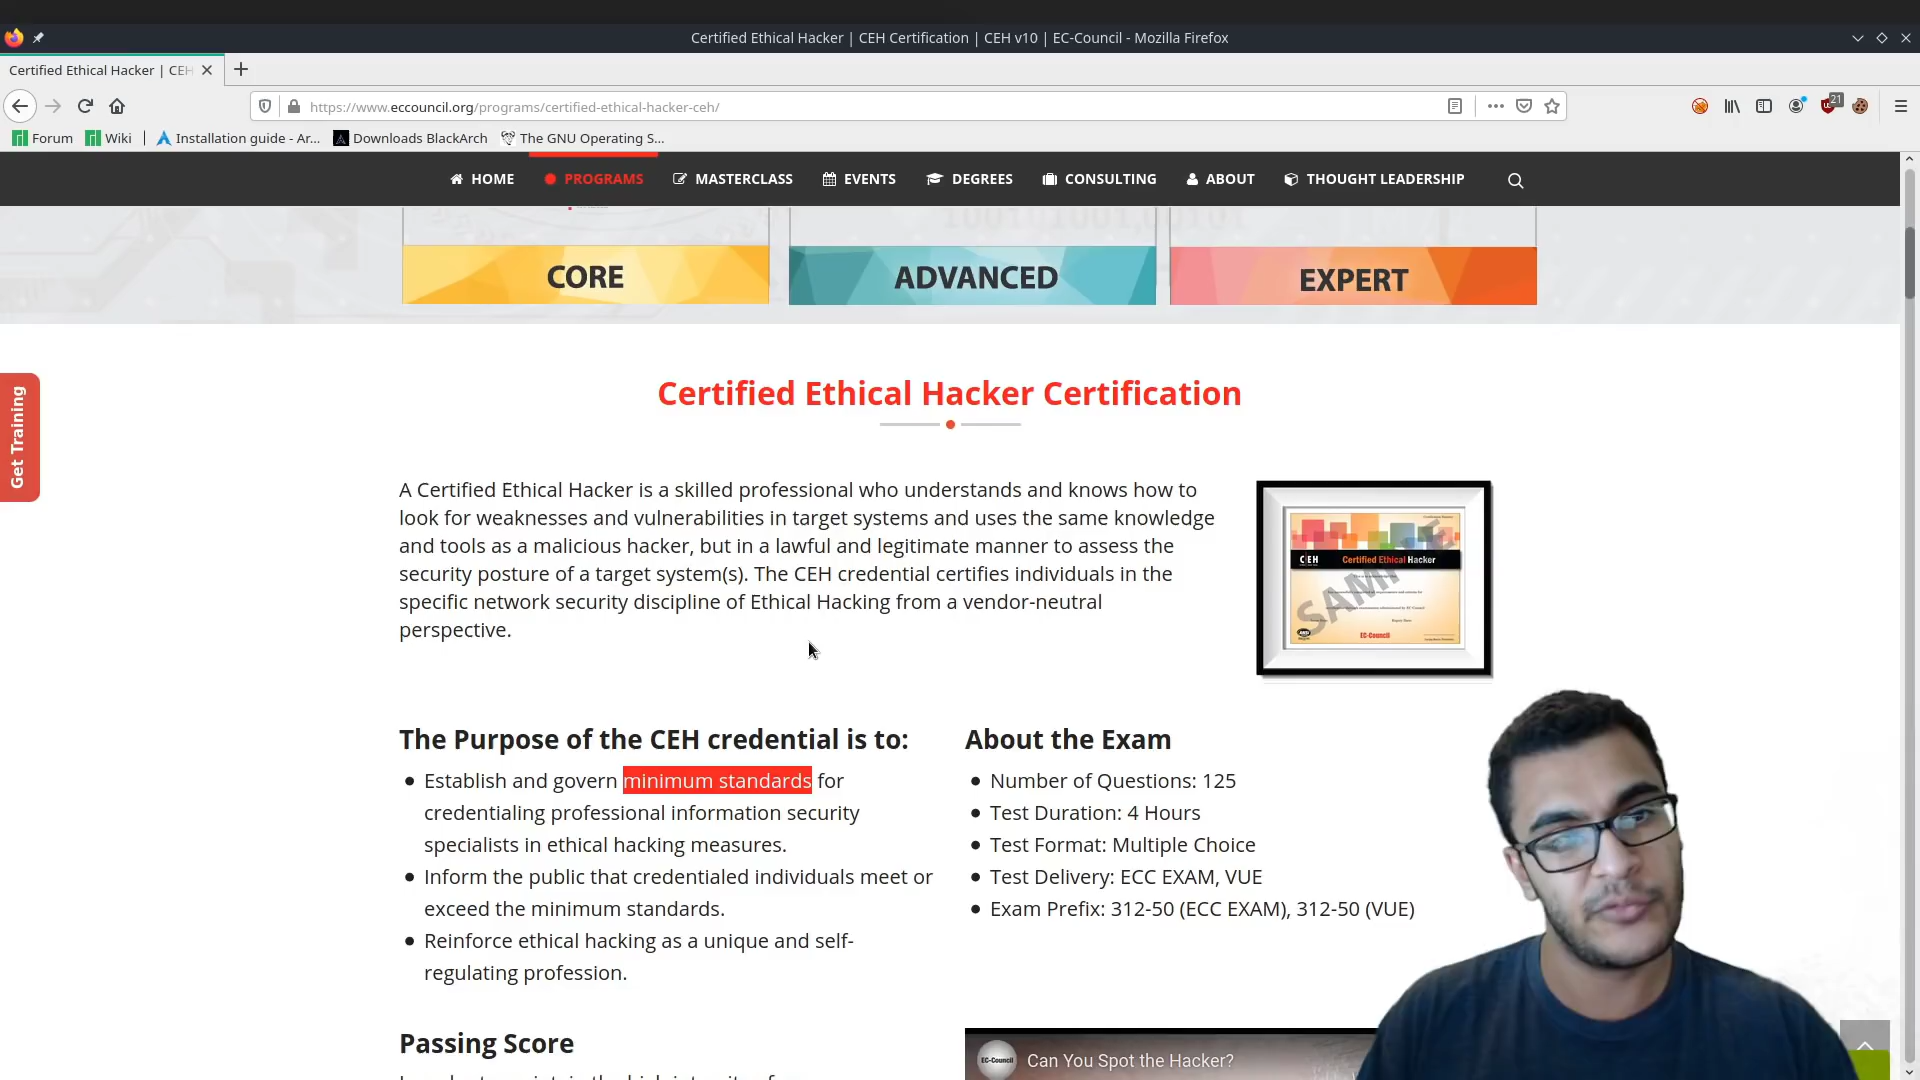 Certified Ethical Hacker | CEH Certification | CEH v10 | EC-Council - Mozilla Firefox
Certified Ethical Hacker | CEH
https://www.eccouncil.org/programs/certified-ethical-hacker-ceh/
21
Forum Wiki Installation guide - Ar... Downloads BlackArch The GNU Operating S...
HOME PROGRAMS MASTERCLASS EVENTS DEGREES CONSULTING ABOUT THOUGHT LEADERSHIP
CORE ADVANCED EXPERT
Get Training
Certified Ethical Hacker Certification
A Certified Ethical Hacker is a skilled professional who understands and knows how to
look for weaknesses and vulnerabilities in target systems and uses the same knowledge
and tools as a malicious hacker, but in a lawful and legitimate manner to assess the
security posture of a target system(s). The CEH credential certifies individuals in the
specific network security discipline of Ethical Hacking from a vendor-neutral
perspective.
CEH Certified Ethical Hacker
SAMPLE
EC-Council
The Purpose of the CEH credential is to:
Establish and govern minimum standards for
credentialing professional information security
specialists in ethical hacking measures.
Inform the public that credentialed individuals meet or
exceed the minimum standards.
Reinforce ethical hacking as a unique and self-
regulating profession.
About the Exam
Number of Questions: 125
Test Duration: 4 Hours
Test Format: Multiple Choice
Test Delivery: ECC EXAM, VUE
Exam Prefix: 312-50 (ECC EXAM), 312-50 (VUE)
Passing Score
EC-Council Can You Spot the Hacker?